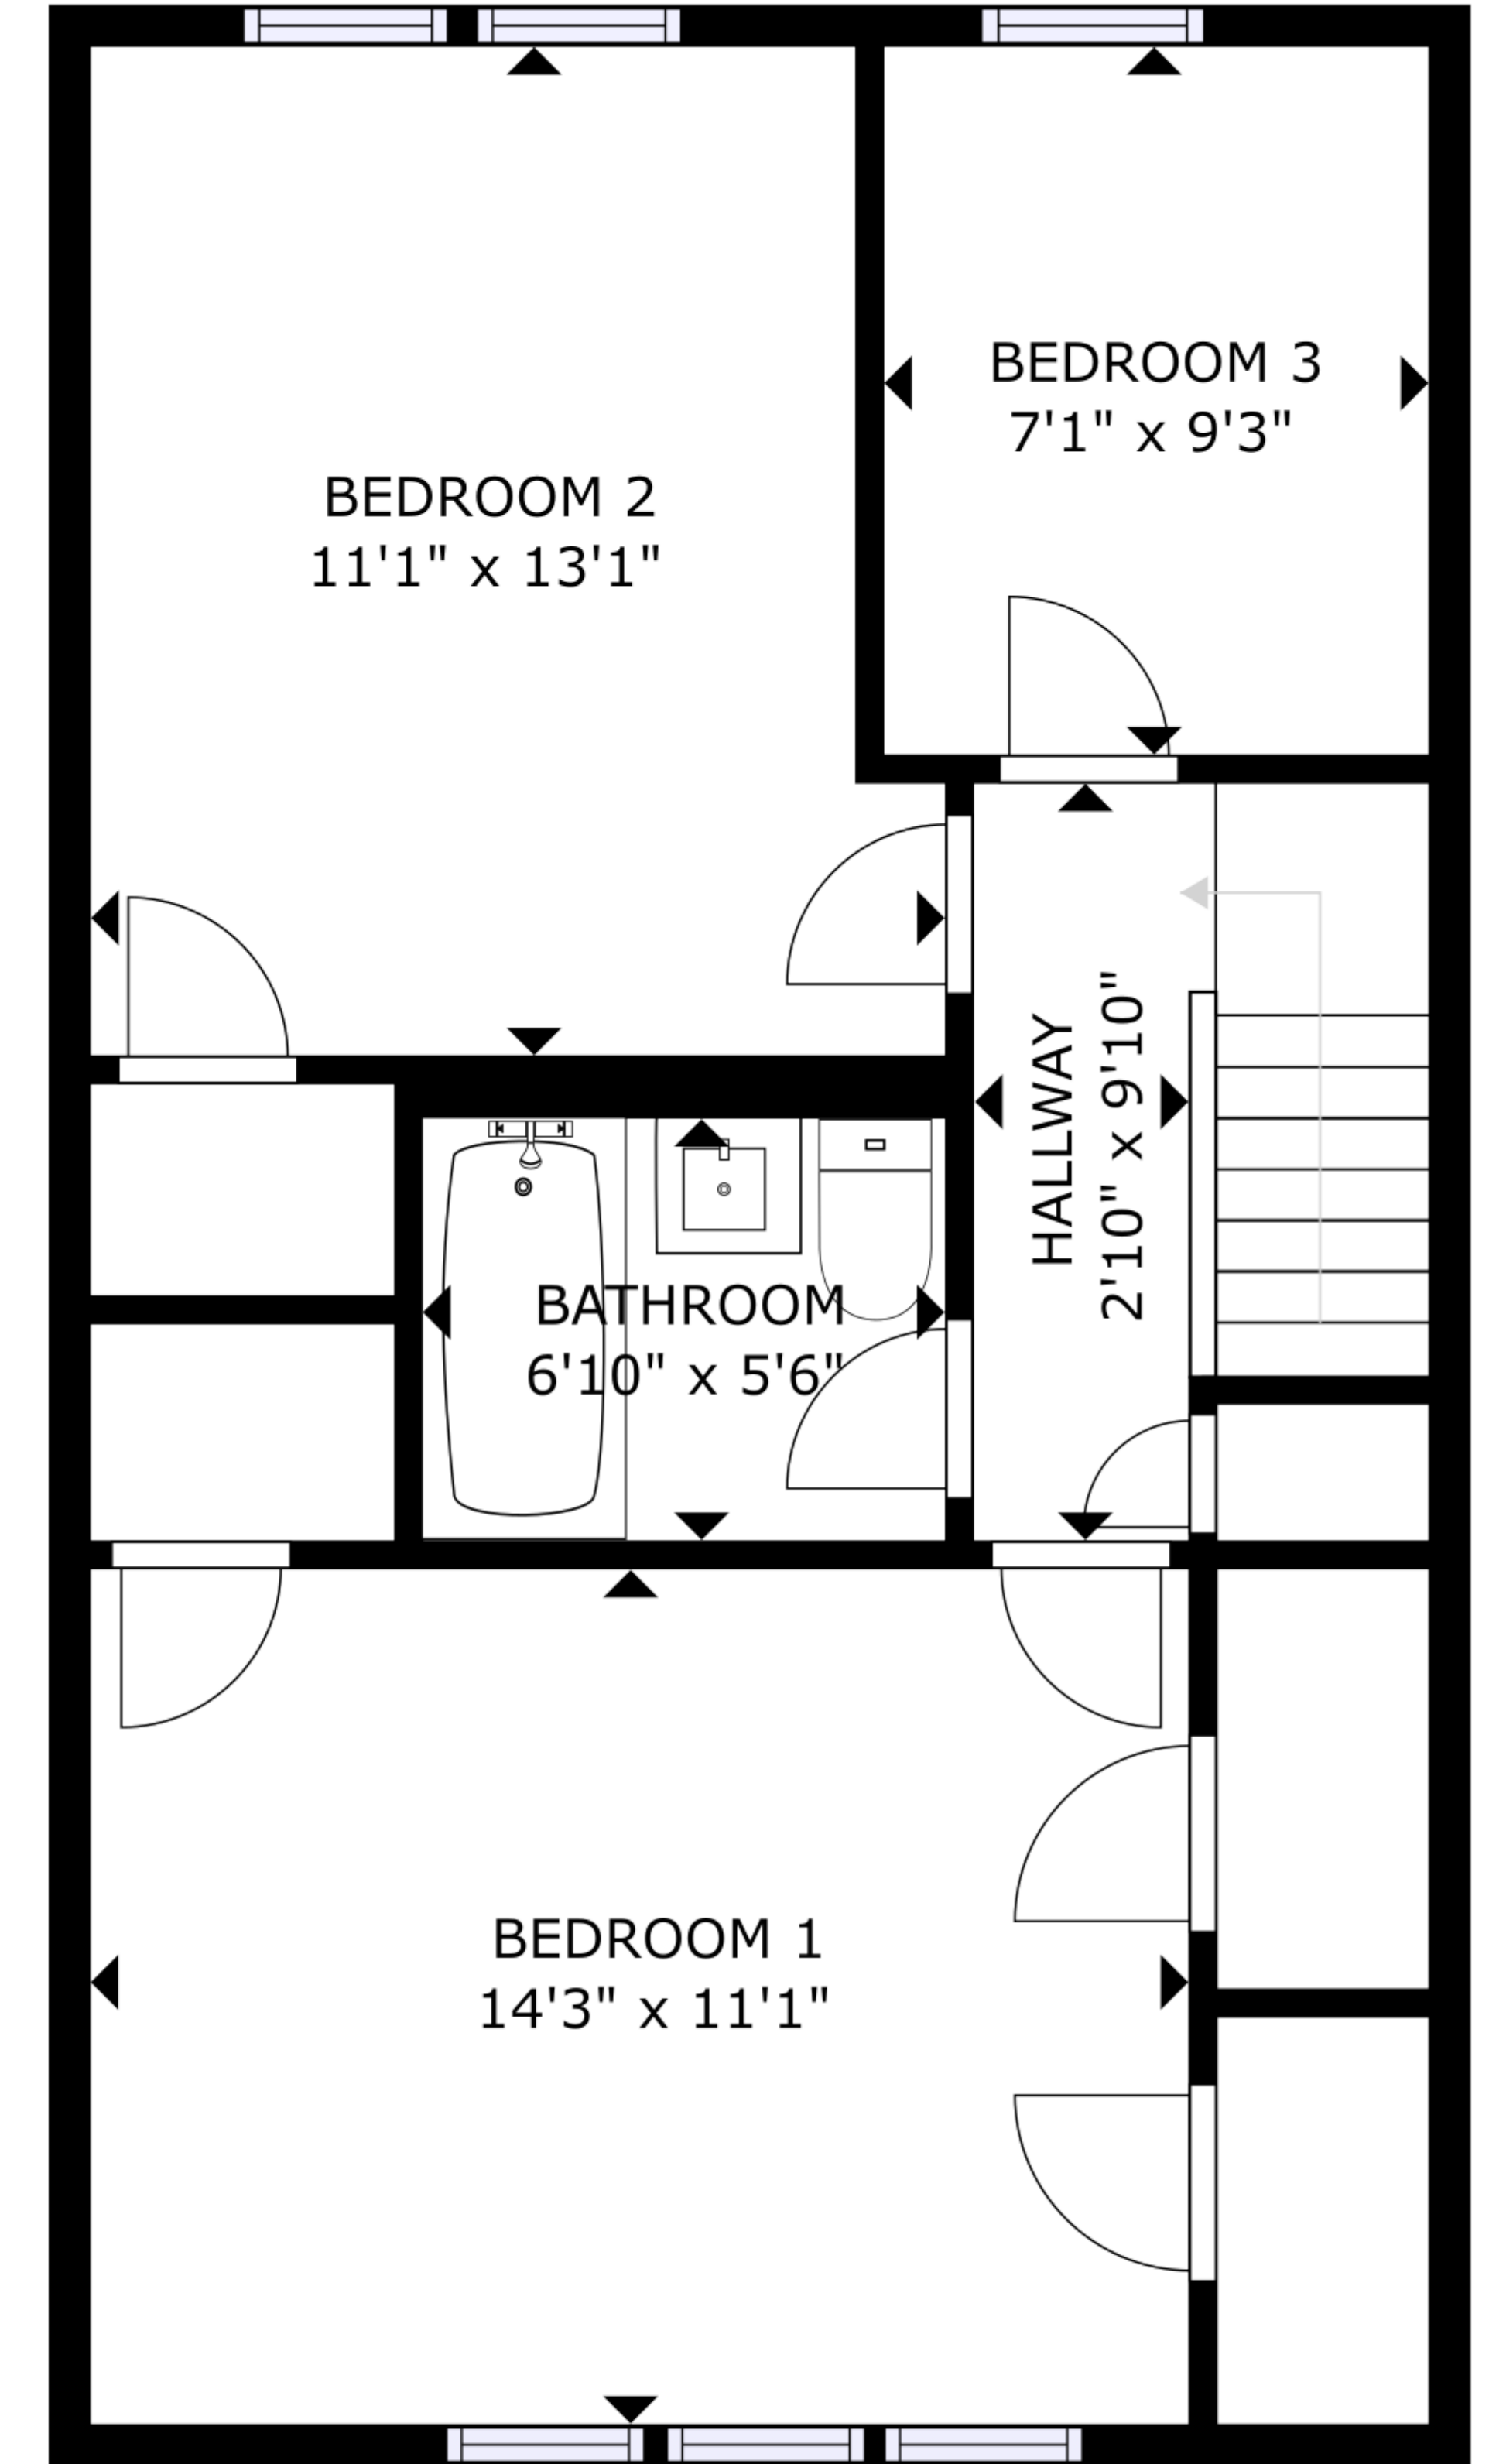 BEDROOM 3
7'1" x 9'3"
BEDROOM 2
11'1" x 13'1"
HALLWAY
2'10" x 9'10"
BATHROOM
6'10" x 5'6"
BEDROOM 1
14'3" x 11'1"